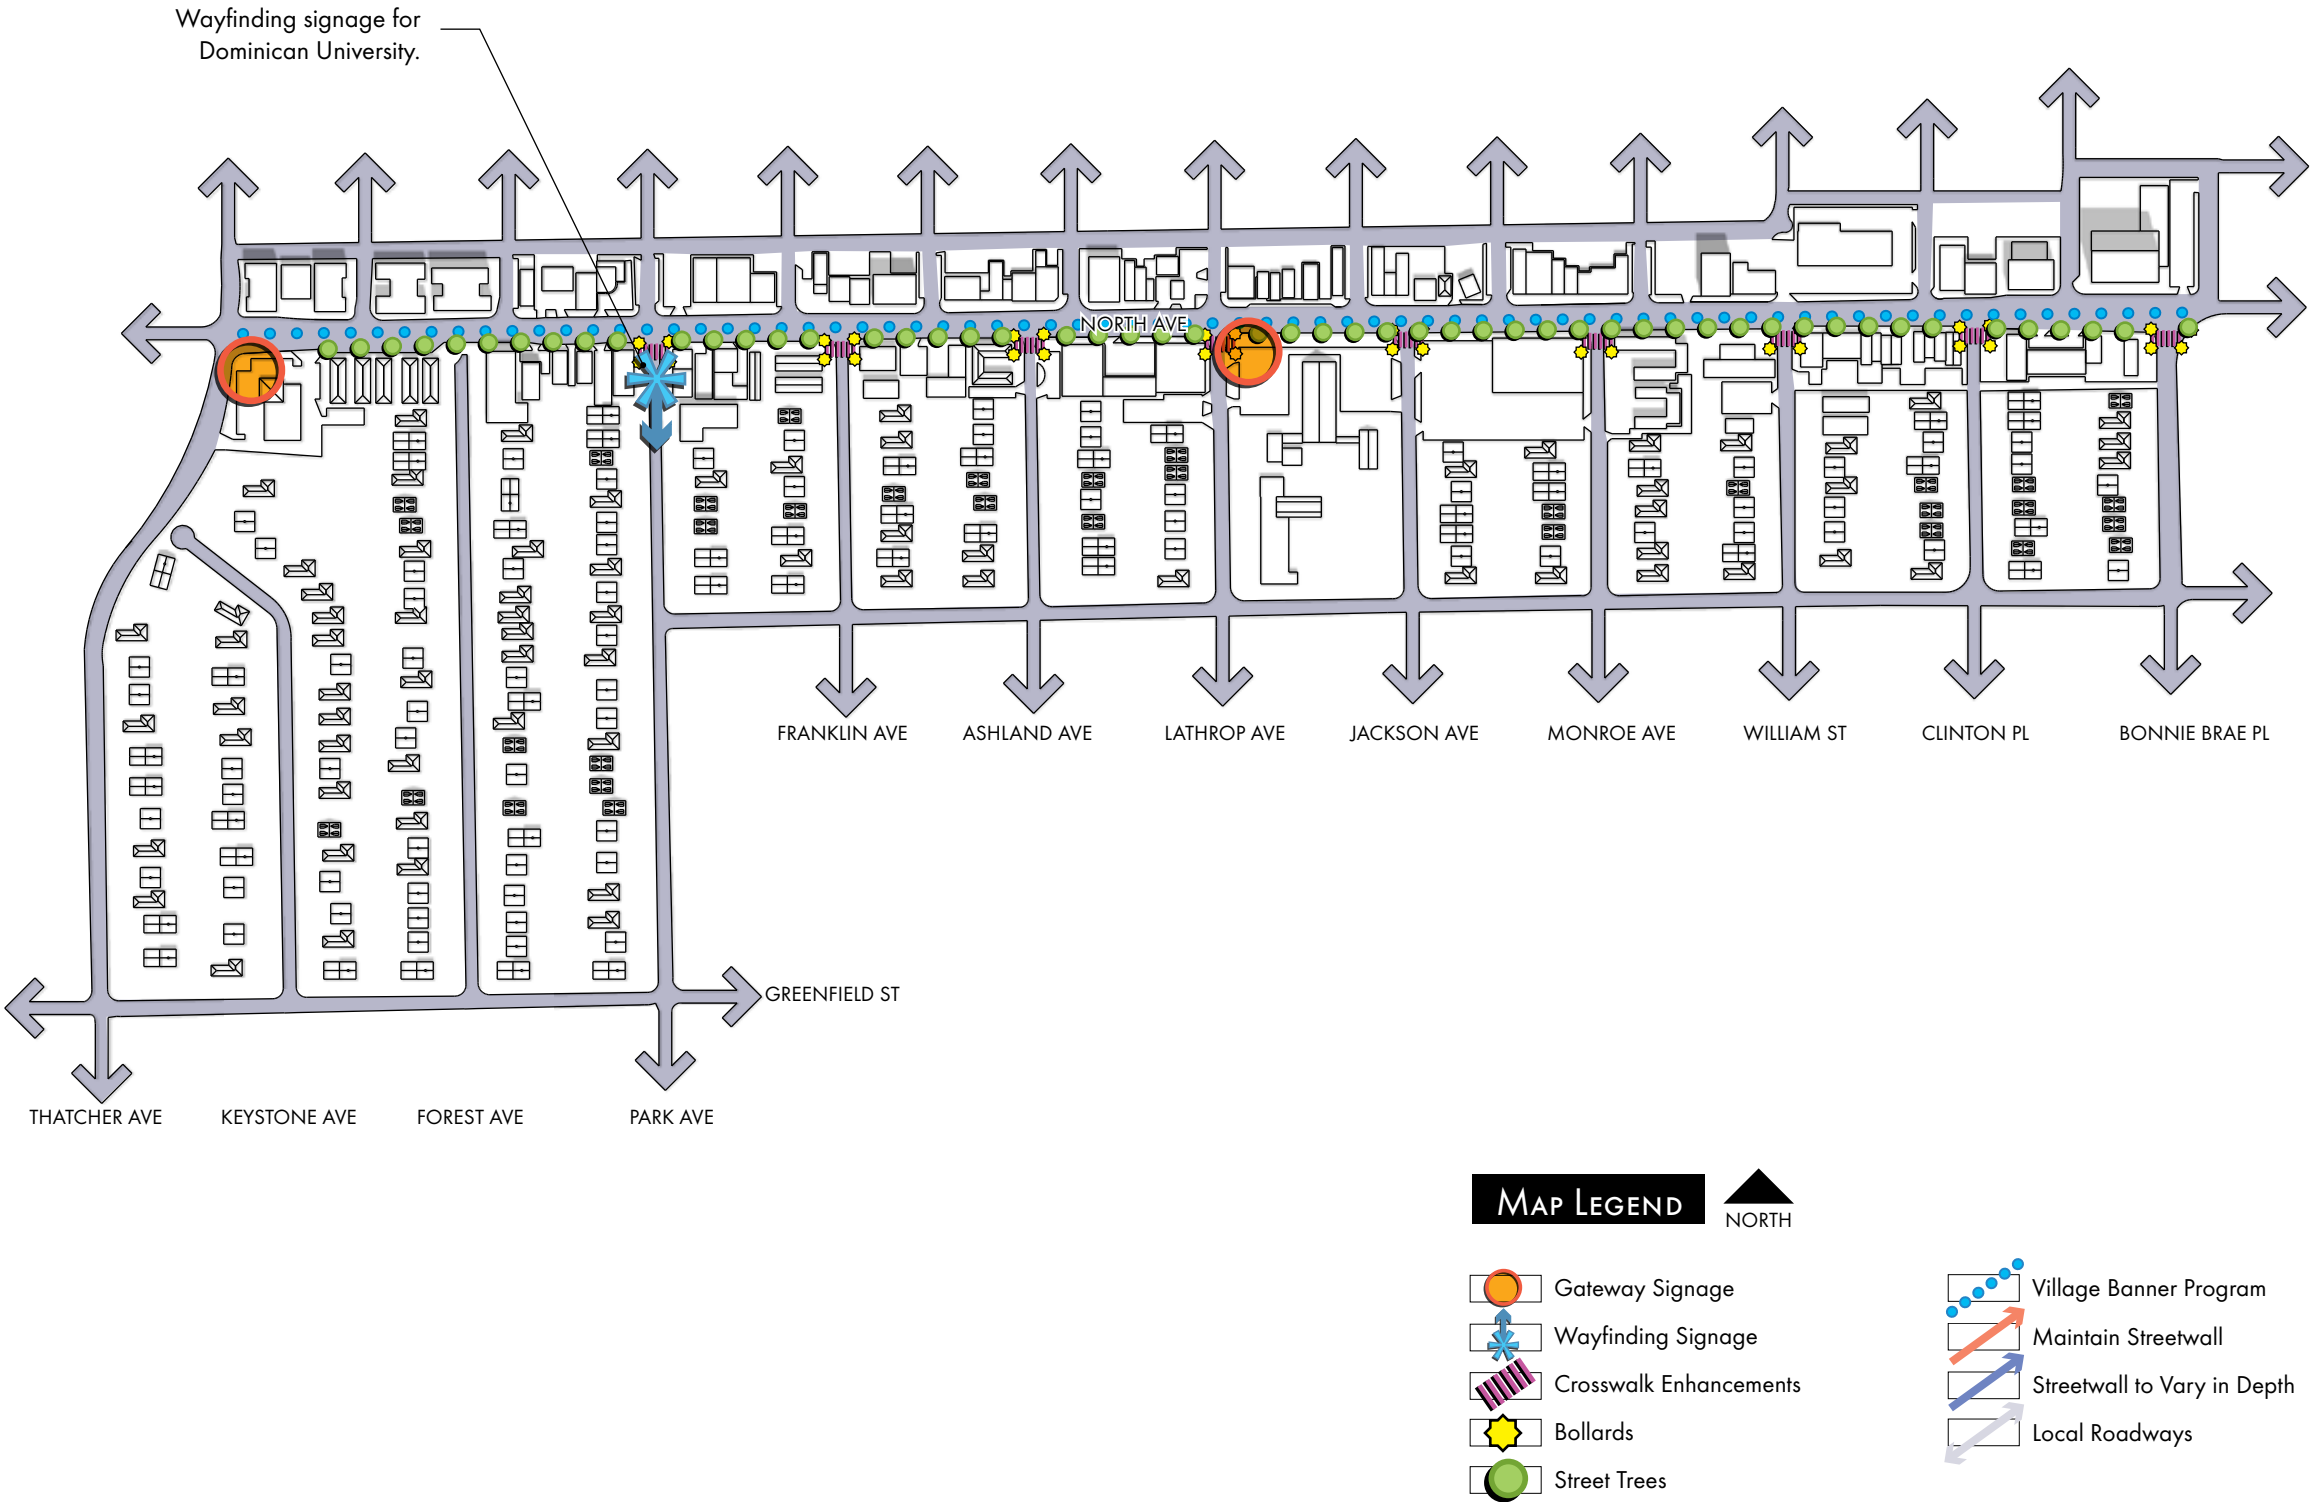 Wayfinding signage for
Dominican University.
NORTH AVE
FRANKLIN AVE
ASHLAND AVE
LATHROP AVE
JACKSON AVE
MONROE AVE
WILLIAM ST
CLINTON PL
BONNIE BRAE PL
GREENFIELD ST
THATCHER AVE
KEYSTONE AVE
FOREST AVE
PARK AVE
MAP LEGEND
NORTH
Gateway Signage
Wayfinding Signage
Crosswalk Enhancements
Bollards
Street Trees
Village Banner Program
Maintain Streetwall
Streetwall to Vary in Depth
Local Roadways